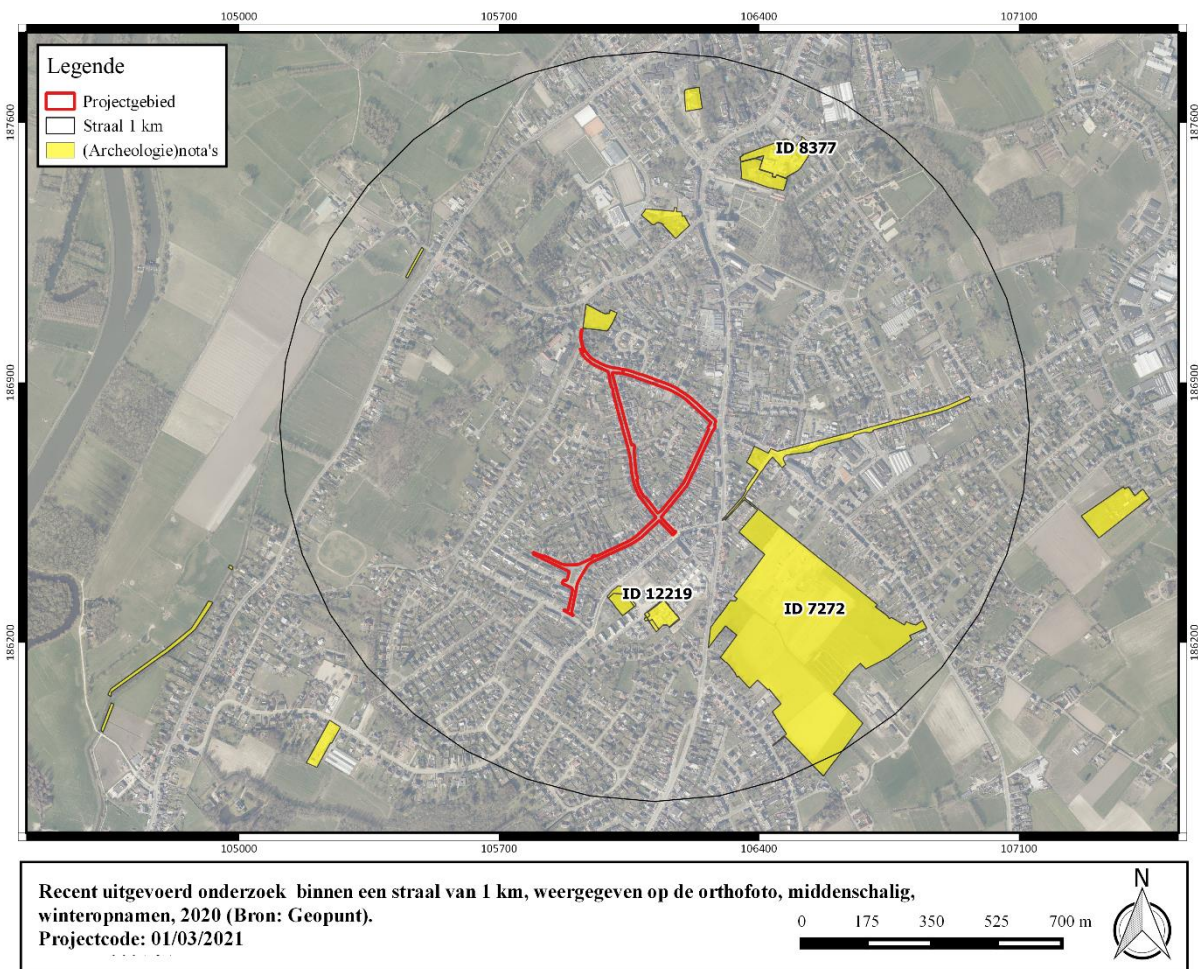 105000 105700 106400 107100
Legende
Projectgebied
Straal 1 km
(Archeologie)nota's
187600 187600
ID 8377
186900 186900
ID 12219
ID 7272
186200 186200
105000 105700 106400 107100
Recent uitgevoerd onderzoek binnen een straal van 1 km, weergegeven op de orthofoto, middenschalig,
winteropnamen, 2020 (Bron: Geopunt).
Projectcode: 01/03/2021
0 175 350 525 700 m
N